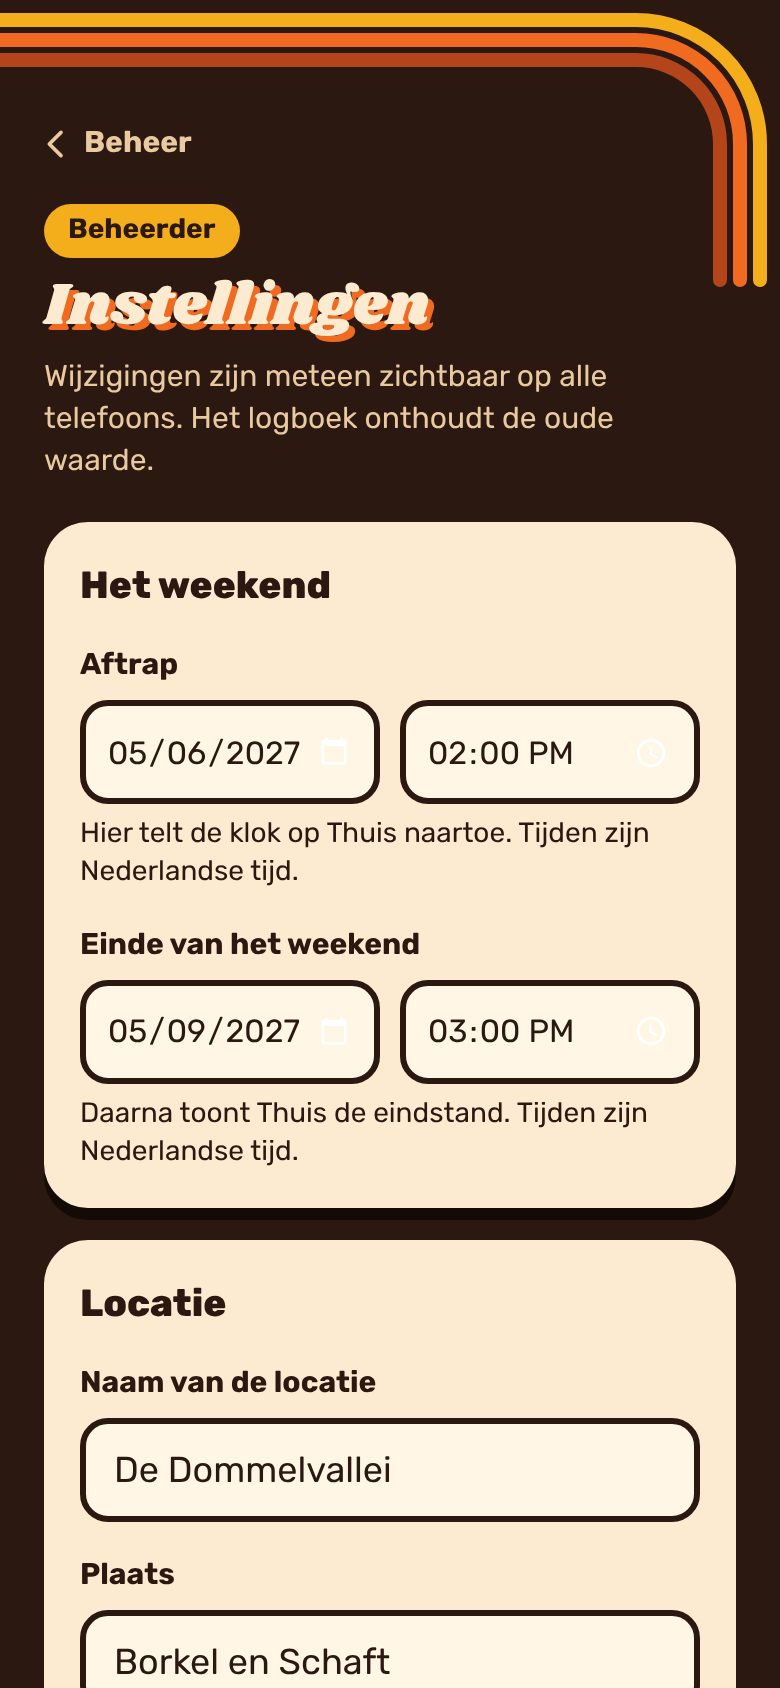 Beheer
Beheerder
Instellingen
Wijzigingen zijn meteen zichtbaar op alle
telefoons. Het logboek onthoudt de oude
waarde.
Het weekend
Aftrap
05/06/2027 02:00 PM
Hier telt de klok op Thuis naartoe. Tijden zijn
Nederlandse tijd.
Einde van het weekend
05/09/2027 03:00 PM
Daarna toont Thuis de eindstand. Tijden zijn
Nederlandse tijd.
Locatie
Naam van de locatie
De Dommelvallei
Plaats
Borkel en Schaft